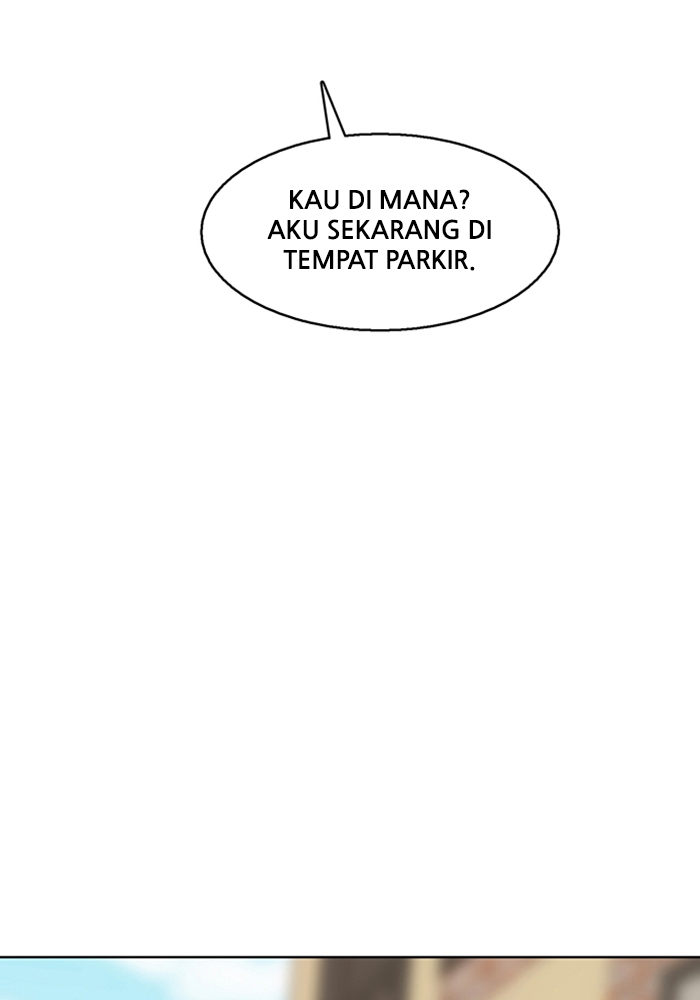 KAU DI MANA?
AKU SEKARANG DI
TEMPAT PARKIR.